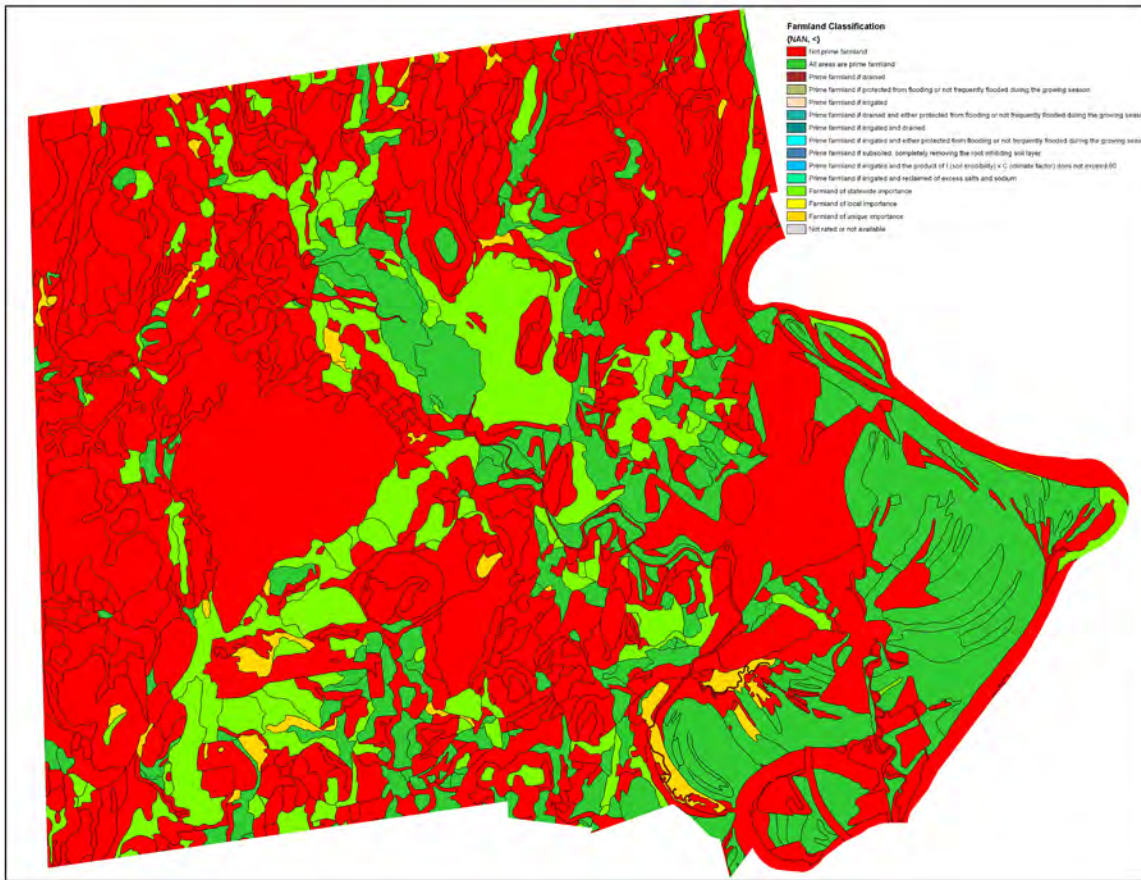 Farmland Classification
{NAN, <}
Not prime farmland
All areas are prime farmland
Prime farmland if drained
Prime farmland if protected from flooding or not frequently flooded during the growing season
Prime farmland if irrigated
Prime farmland if drained and either protected from flooding or not frequently flooded during the growing seas
Prime farmland if irrigated and drained
Prime farmland if irrigated and either protected from flooding or not frequently flooded during the growing seas
Prime farmland if subsoiled, completely removing the root inhibiting soil layer
Prime farmland if irrigated and the product of I (soil erodibility) x C (climate factor) does not exceed 60
Prime farmland if irrigated and reclaimed of excess salts and sodium
Farmland of statewide importance
Farmland of local importance
Farmland of unique importance
Not rated or not available